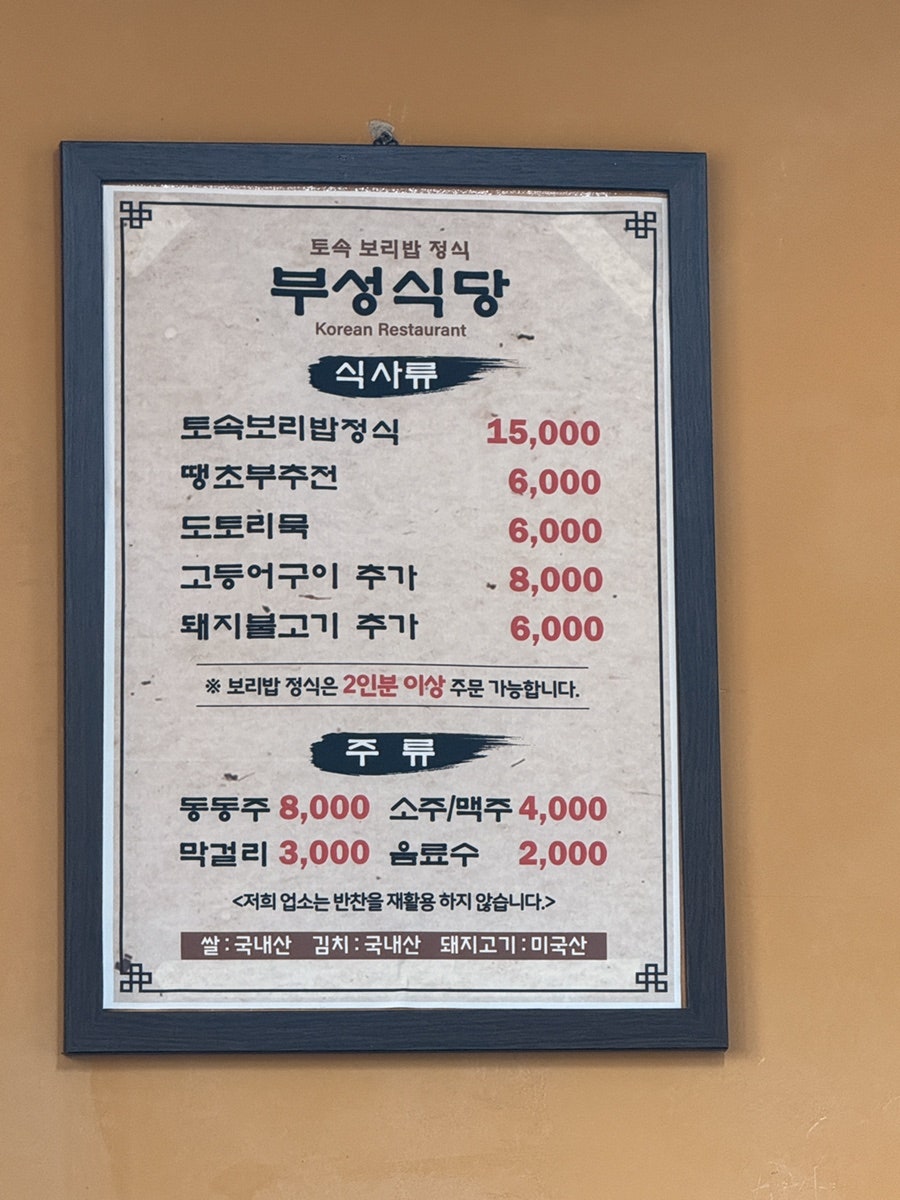 토속 보리밥 정식
부성식당
Korean Restaurant
식사류
토속보리밥정식 15,000
땡초부추전 6,000
도토리묵 6,000
고등어구이 추가 8,000
돼지불고기 추가 6,000
※ 보리밥 정식은 2인분 이상 주문 가능합니다.
주 류
동동주 8,000 소주/맥주 4,000
막걸리 3,000 음료수 2,000
<저희 업소는 반찬을 재활용 하지 않습니다.>
쌀 : 국내산 김치 : 국내산 돼지고기 : 미국산